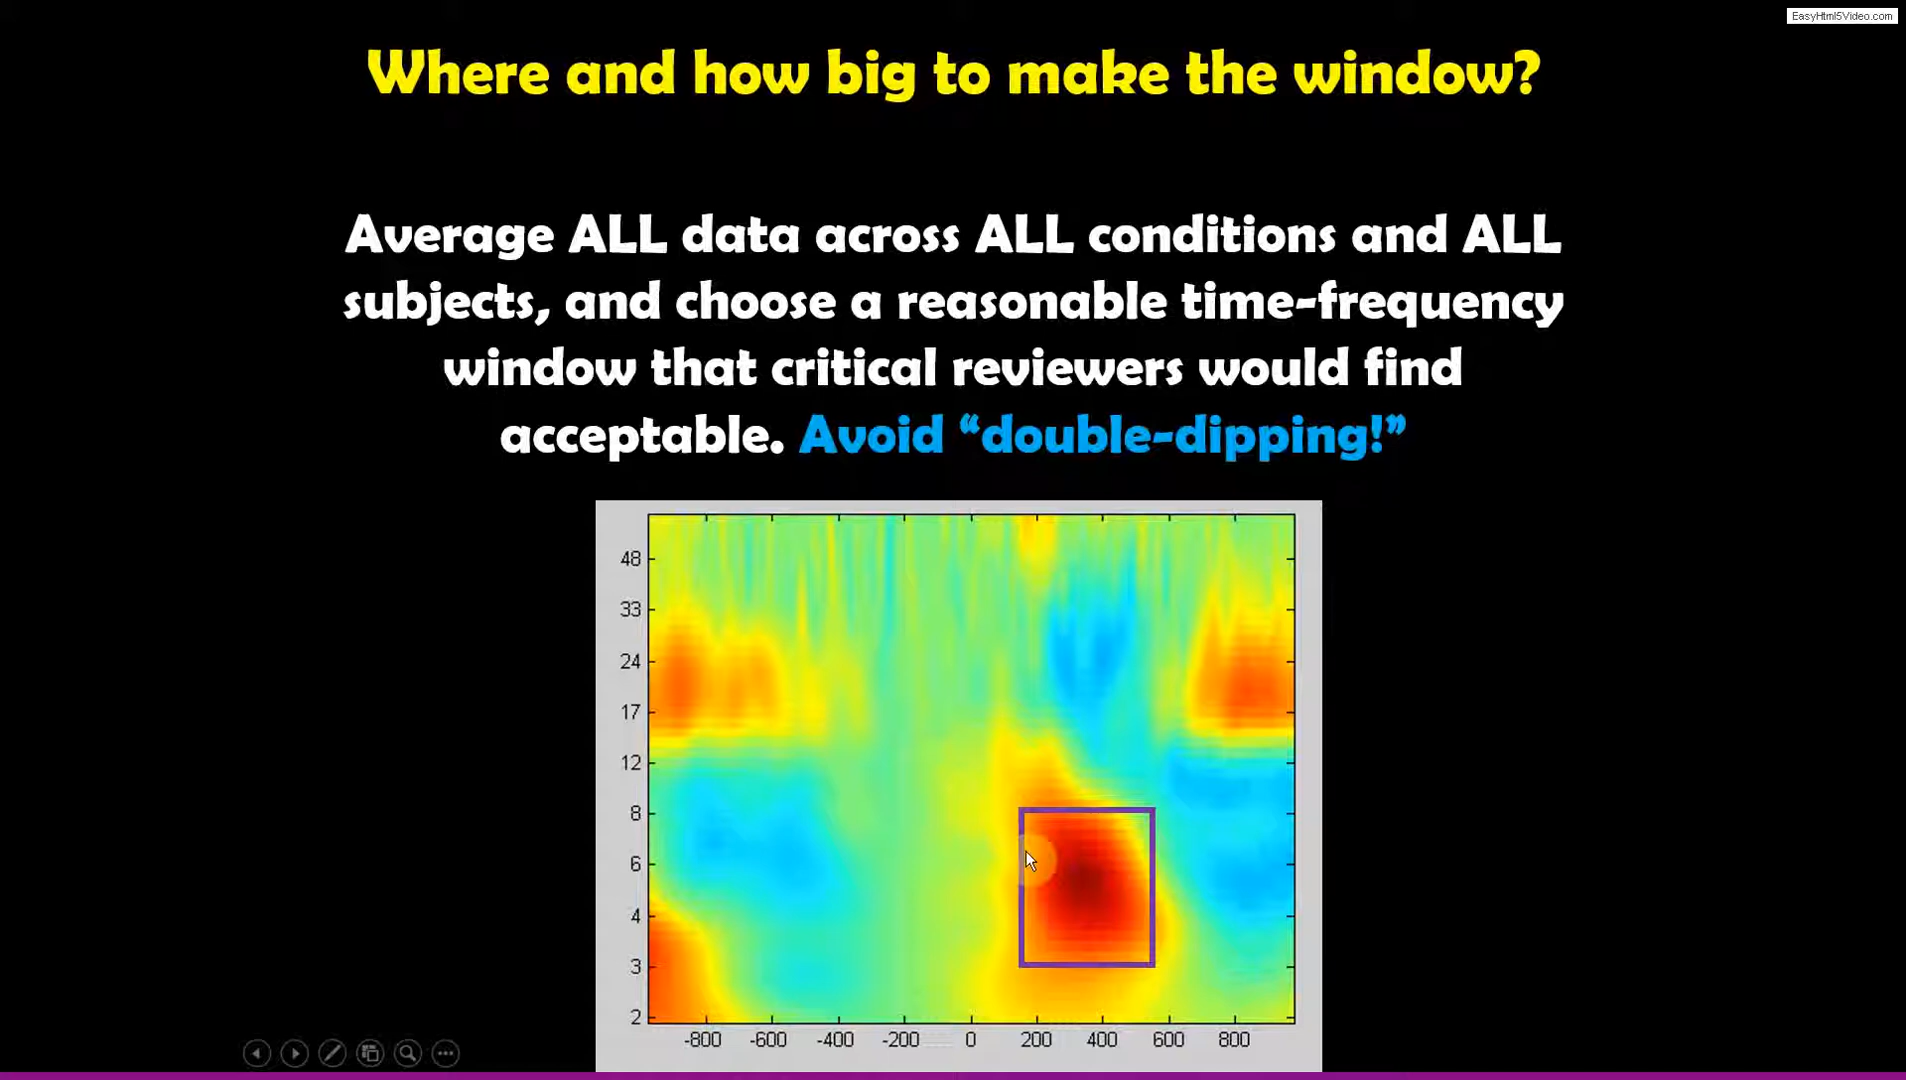 EasyHtml5Video.com
Where and how big to make the window?
Average ALL data across ALL conditions and ALL
subjects, and choose a reasonable time-frequency
window that critical reviewers would find
acceptable. Avoid “double-dipping!”
48
33
24
17
12
8
6
4
3
2
-800 -600 -400 -200 0 200 400 600 800